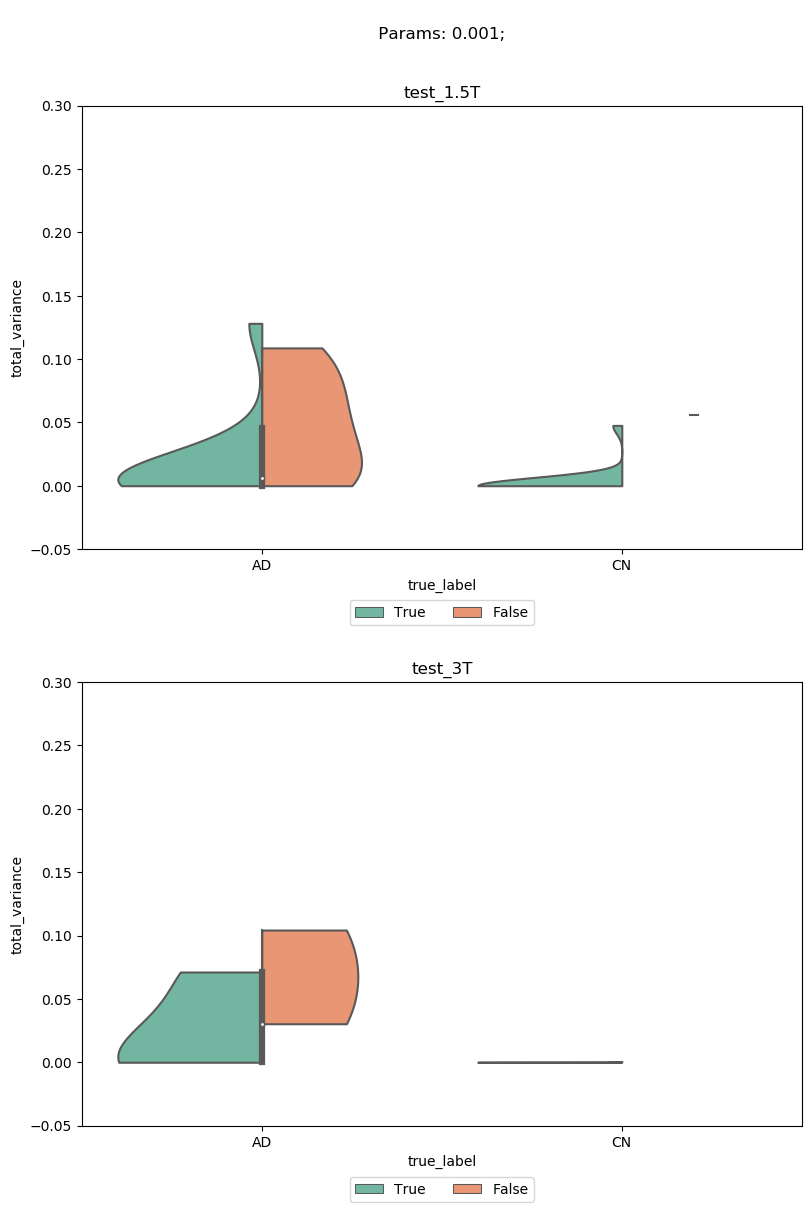 Params: 0.001;
test_1.5T
0.30
0.25
0.20
0.15
0.10
0.05
0.00
−0.05
total_variance
AD CN
true_label
True False
test_3T
0.30
0.25
0.20
0.15
0.10
0.05
0.00
−0.05
total_variance
AD CN
true_label
True False